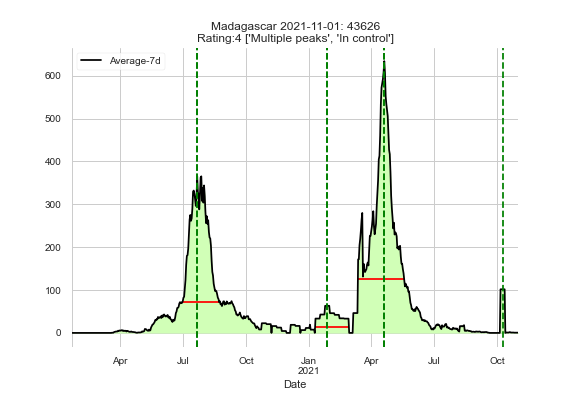 Madagascar 2021-11-01: 43626
Rating:4 ['Multiple peaks', 'In control']
Average-7d
600
500
400
300
200
100
0
Apr Jul Oct Jan Apr Jul Oct
2021
Date